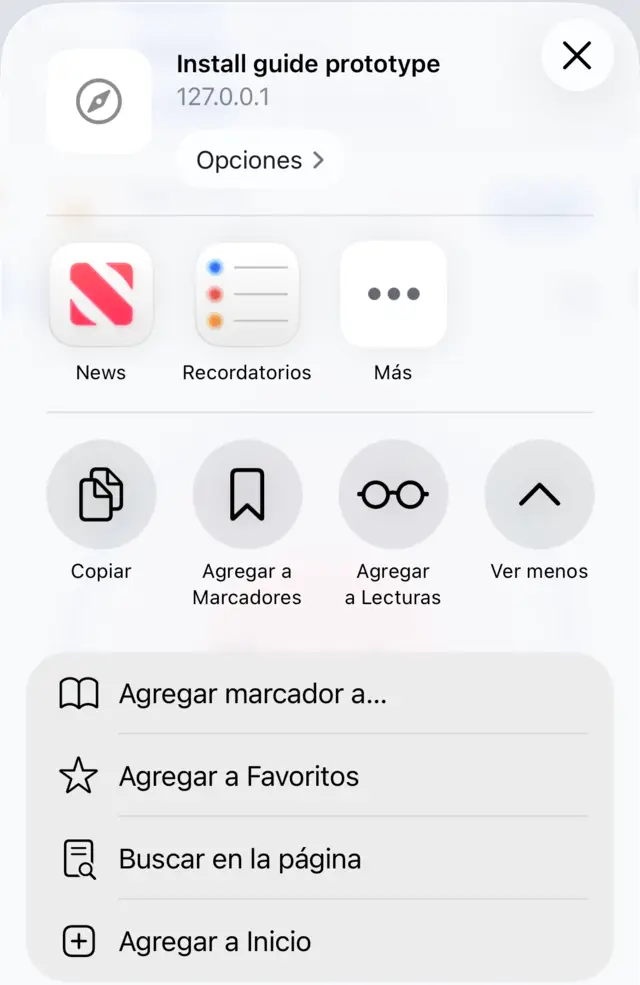 Install guide prototype
127.0.0.1
Opciones
News
Recordatorios
Más
Copiar
Agregar a
Marcadores
Agregar
a Lecturas
Ver menos
Agregar marcador a...
Agregar a Favoritos
Buscar en la página
Agregar a Inicio